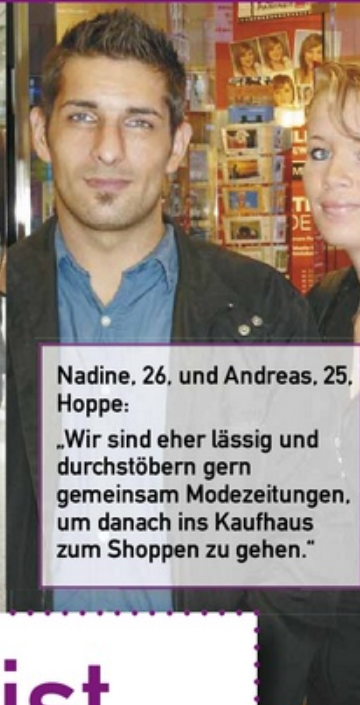 Nadine, 26, und Andreas, 25,
Hoppe:
„Wir sind eher lässig und
durchstöbern gern
gemeinsam Modezeitungen,
um danach ins Kaufhaus
zum Shoppen zu gehen.“
ist